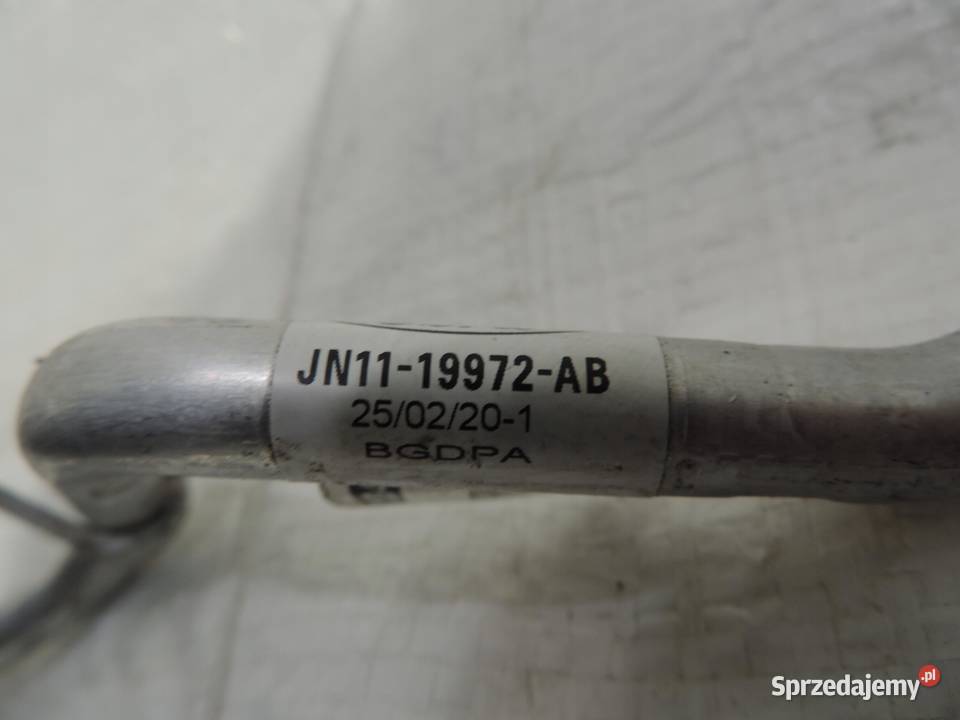 JN11-19972-AB
25/02/20-1
BGDPA
Sprzedajemy.pl